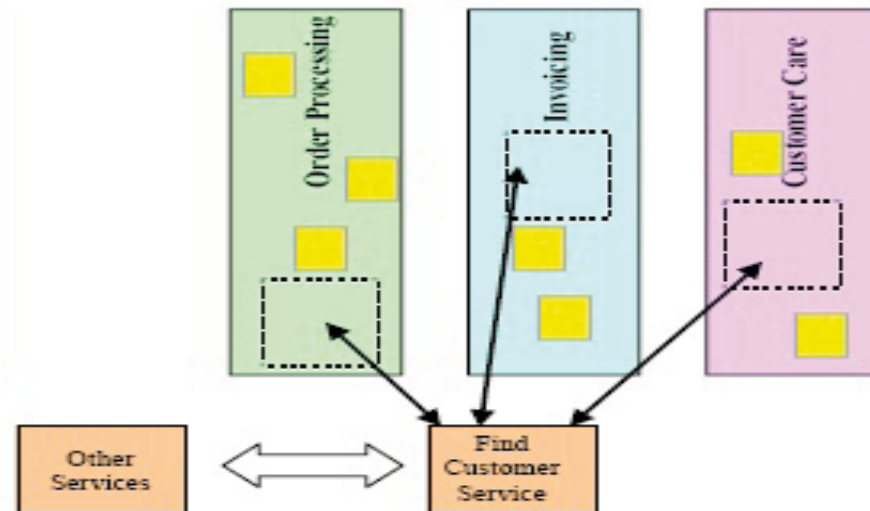 Order Processing
Invoicing
Customer Care
Other
Services
Find
Customer
Service